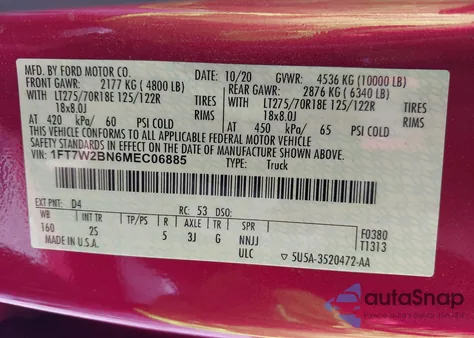 MFD. BY FORD MOTOR CO. 10/20 GVWR: 4536 KG (10000 LB)
FRONT GAWR: 2177 KG (4800 LB) REAR GAWR: 2876 KG (6340 LB)
WITH LT275/70R18E 125/122R TIRES WITH LT275/70R18E 125/122R TIRES
18x8.0J RIMS 18x8.0J RIMS
AT 420 kPa/ 60 PSI COLD AT 450 kPa/ 65 PSI COLD
THIS VEHICLE CONFORMS TO ALL APPLICABLE FEDERAL MOTOR VEHICLE
SAFETY STANDARDS IN EFFECT ON THE DATE OF MANUFACTURE SHOWN ABOVE.
1FT7W2BN6MEC06885 TYPE: Truck
EXT PNT: D4 RC: 53 DSO:
WB INT TR TP/PS R AXLE TR SPR F0380
160 25 5 3J G NNJJ T1313
MADE IN U.S.A. ULC 5U5A-3520472-AA
autoSnap